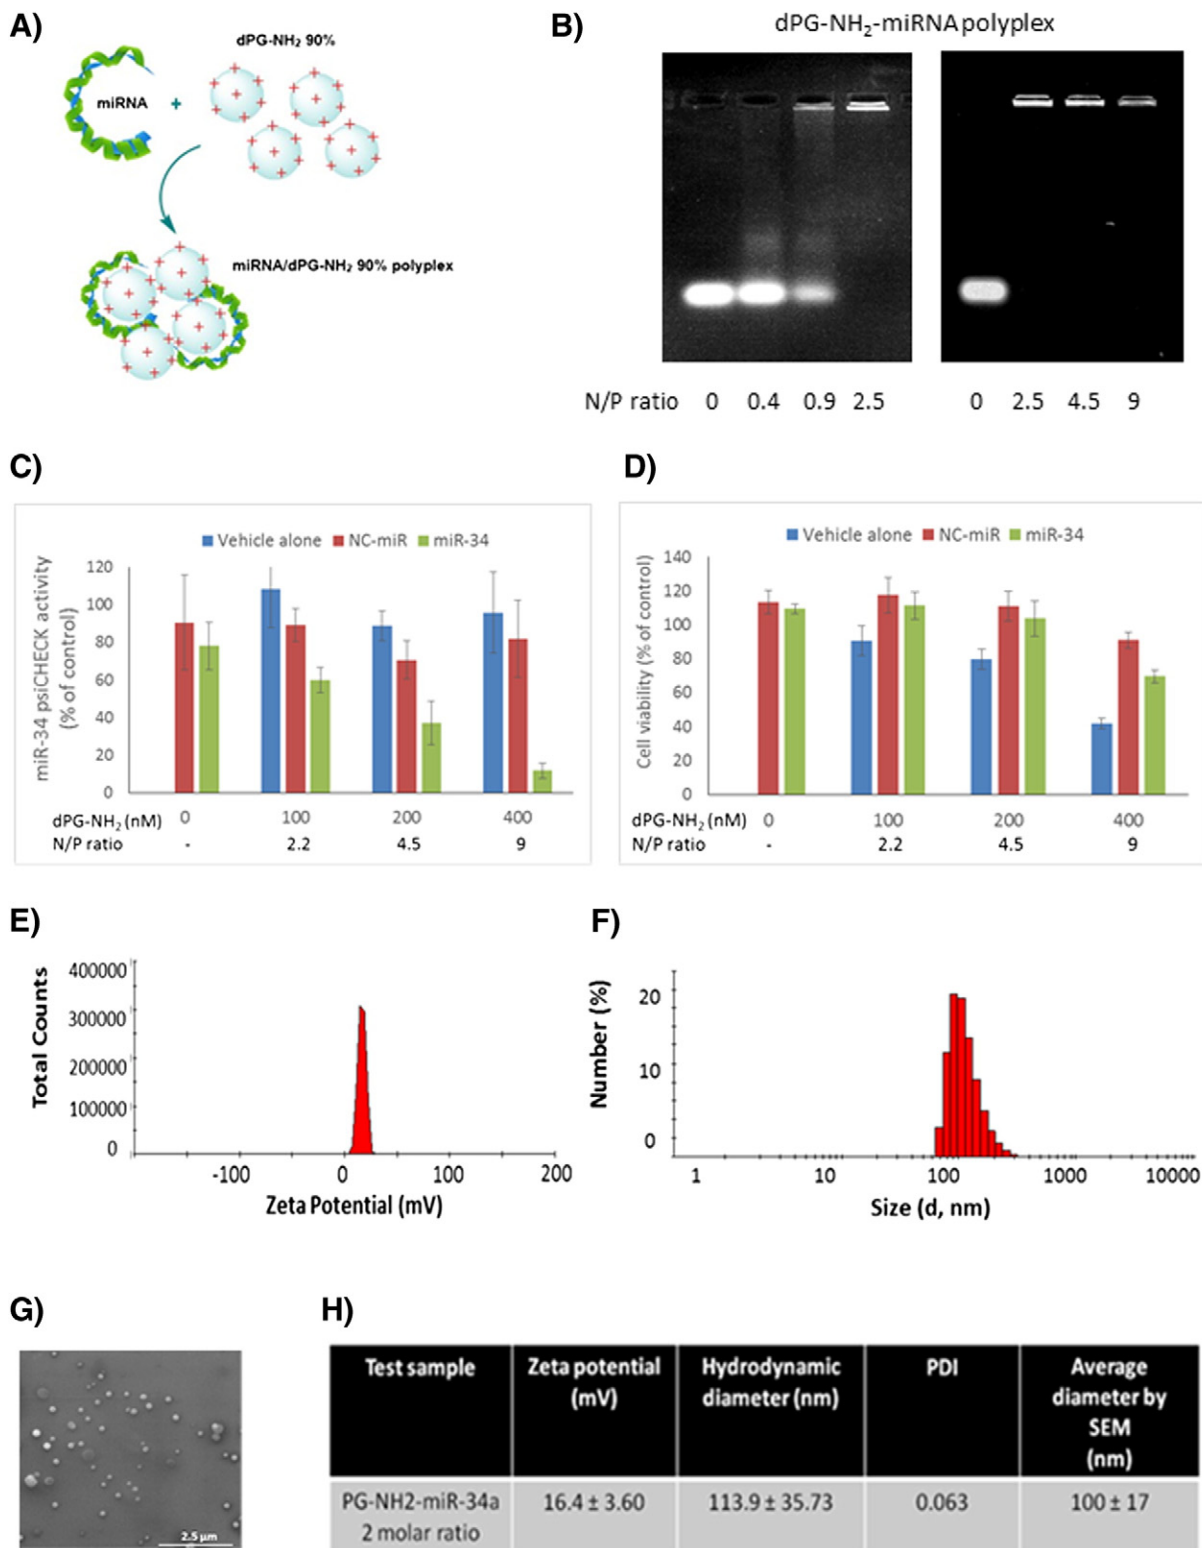 A)
dPG-NH₂ 90%
miRNA +
miRNA/dPG-NH₂ 90% polyplex
B)
dPG-NH₂-miRNA polyplex
N/P ratio 0 0.4 0.9 2.5 0 2.5 4.5 9
C)
Vehicle alone NC-miR miR-34
miR-34 psiCHECK activity
(% of control)
120
100
80
60
40
20
0
dPG-NH₂ (nM) 0 100 200 400
N/P ratio - 2.2 4.5 9
D)
Vehicle alone NC-miR miR-34
Cell viability (% of control)
140
120
100
80
60
40
20
0
dPG-NH₂ (nM) 0 100 200 400
N/P ratio - 2.2 4.5 9
E)
Total Counts
400000
300000
200000
100000
0
-100 0 100 200
Zeta Potential (mV)
F)
Number (%)
20
10
0
1 10 100 1000 10000
Size (d, nm)
G)
2.5 µm
H)
Test sample Zeta potential (mV) Hydrodynamic diameter (nm) PDI Average diameter by SEM (nm)
PG-NH2-miR-34a 2 molar ratio 16.4 ± 3.60 113.9 ± 35.73 0.063 100 ± 17